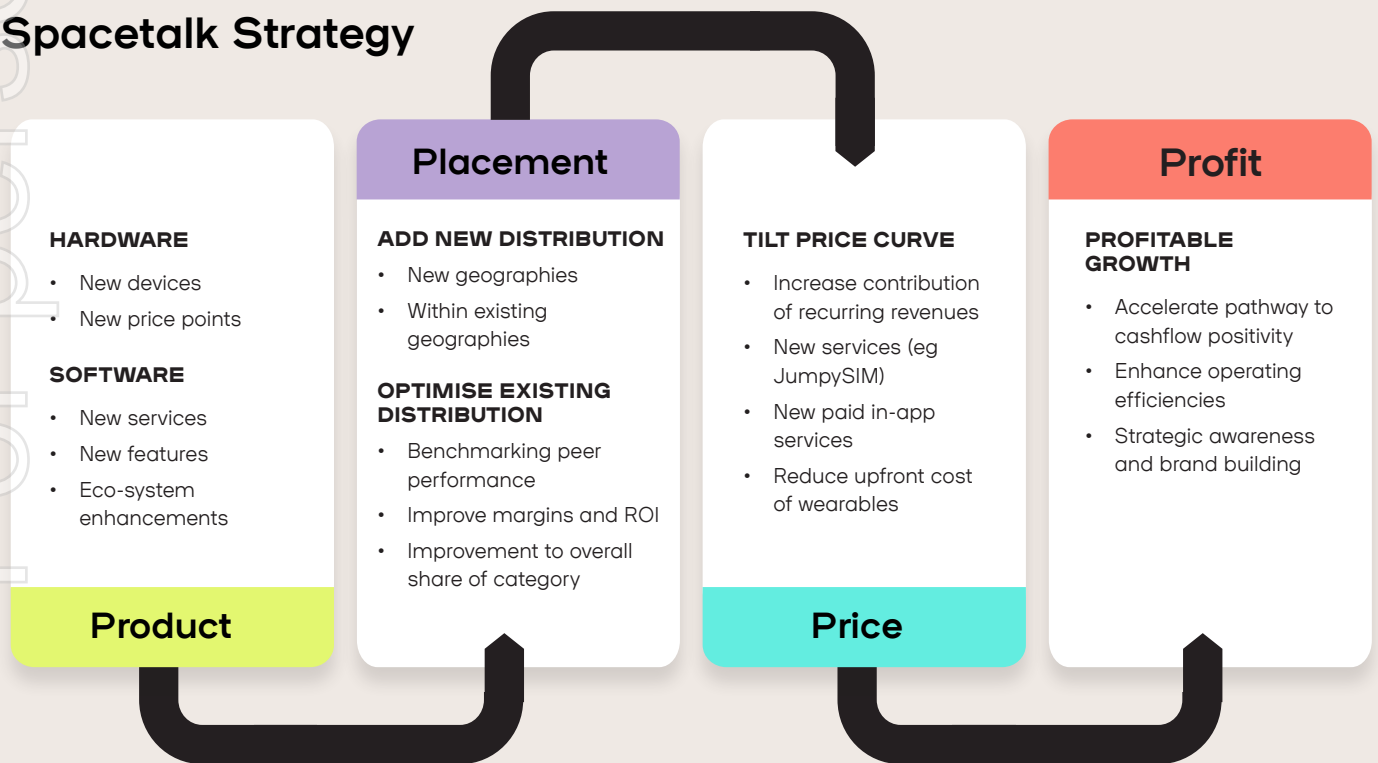 Spacetalk Strategy
HARDWARE
• New devices
• New price points
SOFTWARE
• New services
• New features
• Eco-system
enhancements
Product
Placement
ADD NEW DISTRIBUTION
• New geographies
• Within existing
geographies
OPTIMISE EXISTING
DISTRIBUTION
• Benchmarking peer
performance
• Improve margins and ROI
• Improvement to overall
share of category
TILT PRICE CURVE
• Increase contribution
of recurring revenues
• New services (eg
JumpySIM)
• New paid in-app
services
• Reduce upfront cost
of wearables
Price
Profit
PROFITABLE
GROWTH
• Accelerate pathway to
cashflow positivity
• Enhance operating
efficiencies
• Strategic awareness
and brand building